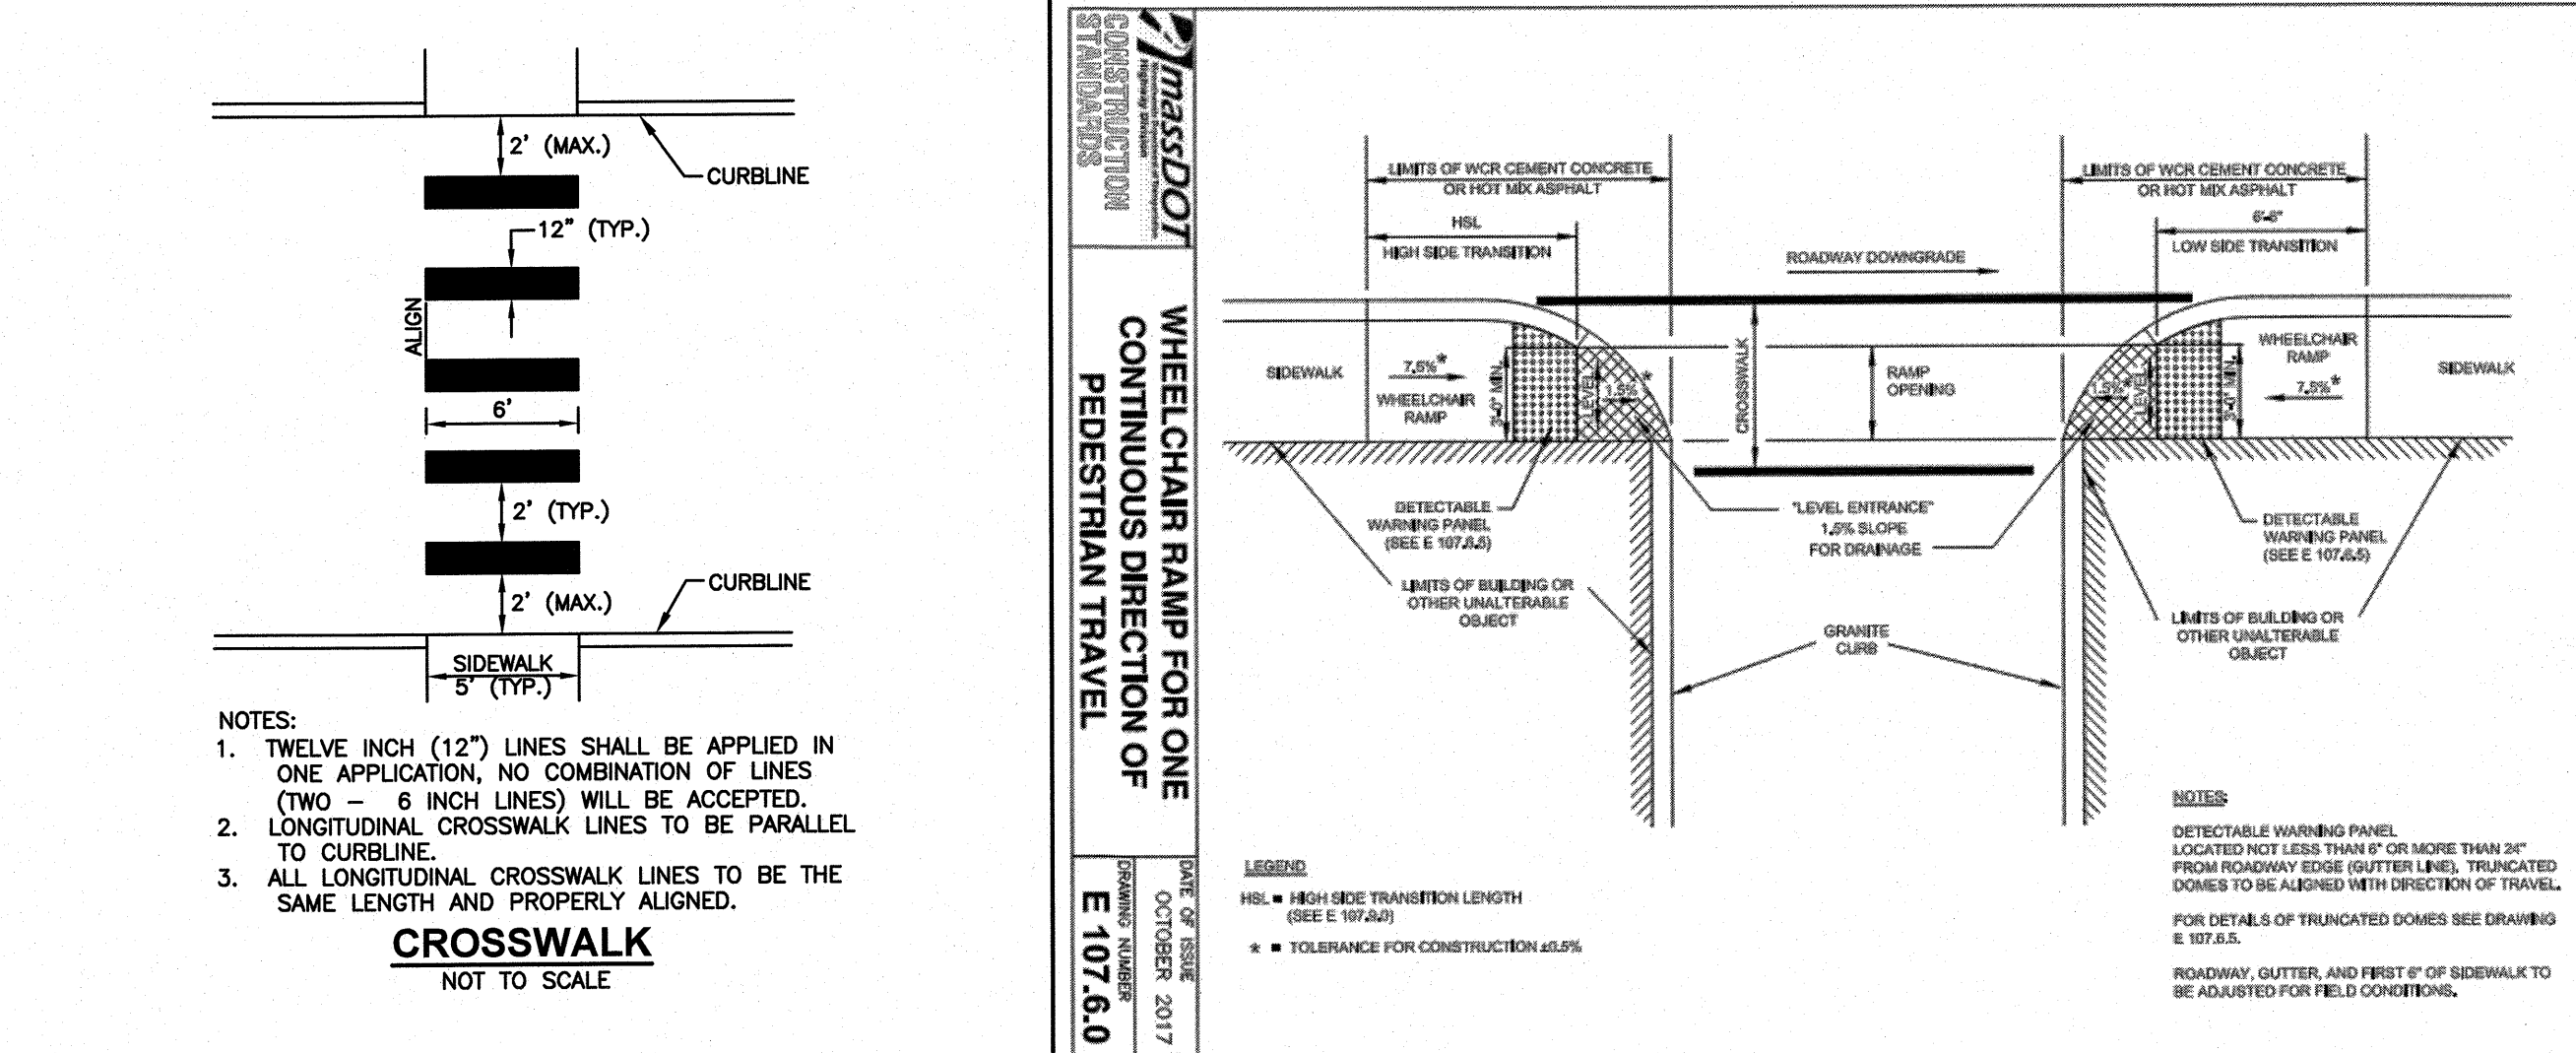 2' (MAX.)
CURBLINE
12" (TYP.)
ALIGN
6'
2' (TYP.)
CURBLINE
2' (MAX.)
SIDEWALK
5' (TYP.)
NOTES:
1. TWELVE INCH (12") LINES SHALL BE APPLIED IN
ONE APPLICATION, NO COMBINATION OF LINES
(TWO - 6 INCH LINES) WILL BE ACCEPTED.
2. LONGITUDINAL CROSSWALK LINES TO BE PARALLEL
TO CURBLINE.
3. ALL LONGITUDINAL CROSSWALK LINES TO BE THE
SAME LENGTH AND PROPERLY ALIGNED.
CROSSWALK
NOT TO SCALE
massDOT
Massachusetts Department of Transportation
Highway Division
CONSTRUCTION
STANDARDS
WHEELCHAIR RAMP FOR ONE
CONTINUOUS DIRECTION OF
PEDESTRIAN TRAVEL
DATE OF ISSUE
OCTOBER 2017
DRAWING NUMBER
E 107.6.0
LIMITS OF WCR CEMENT CONCRETE
OR HOT MIX ASPHALT
HSL
HIGH SIDE TRANSITION
ROADWAY DOWNGRADE
LIMITS OF WCR CEMENT CONCRETE
OR HOT MIX ASPHALT
6'-6"
LOW SIDE TRANSITION
SIDEWALK
7.5%*
WHEELCHAIR
RAMP
3'-0" MIN.
LEVEL
1.5%*
CROSSWALK
RAMP
OPENING
1.5%*
LEVEL
3'-0" MIN.
WHEELCHAIR
RAMP
7.5%*
SIDEWALK
DETECTABLE
WARNING PANEL
(SEE E 107.6.5)
"LEVEL ENTRANCE"
1.5% SLOPE
FOR DRAINAGE
DETECTABLE
WARNING PANEL
(SEE E 107.6.5)
LIMITS OF BUILDING OR
OTHER UNALTERABLE
OBJECT
GRANITE
CURB
LIMITS OF BUILDING OR
OTHER UNALTERABLE
OBJECT
LEGEND
HSL = HIGH SIDE TRANSITION LENGTH
(SEE E 107.9.0)
* = TOLERANCE FOR CONSTRUCTION ±0.5%
NOTES:
DETECTABLE WARNING PANEL
LOCATED NOT LESS THAN 6" OR MORE THAN 24"
FROM ROADWAY EDGE (GUTTER LINE), TRUNCATED
DOMES TO BE ALIGNED WITH DIRECTION OF TRAVEL.
FOR DETAILS OF TRUNCATED DOMES SEE DRAWING
E 107.6.5.
ROADWAY, GUTTER, AND FIRST 6" OF SIDEWALK TO
BE ADJUSTED FOR FIELD CONDITIONS.